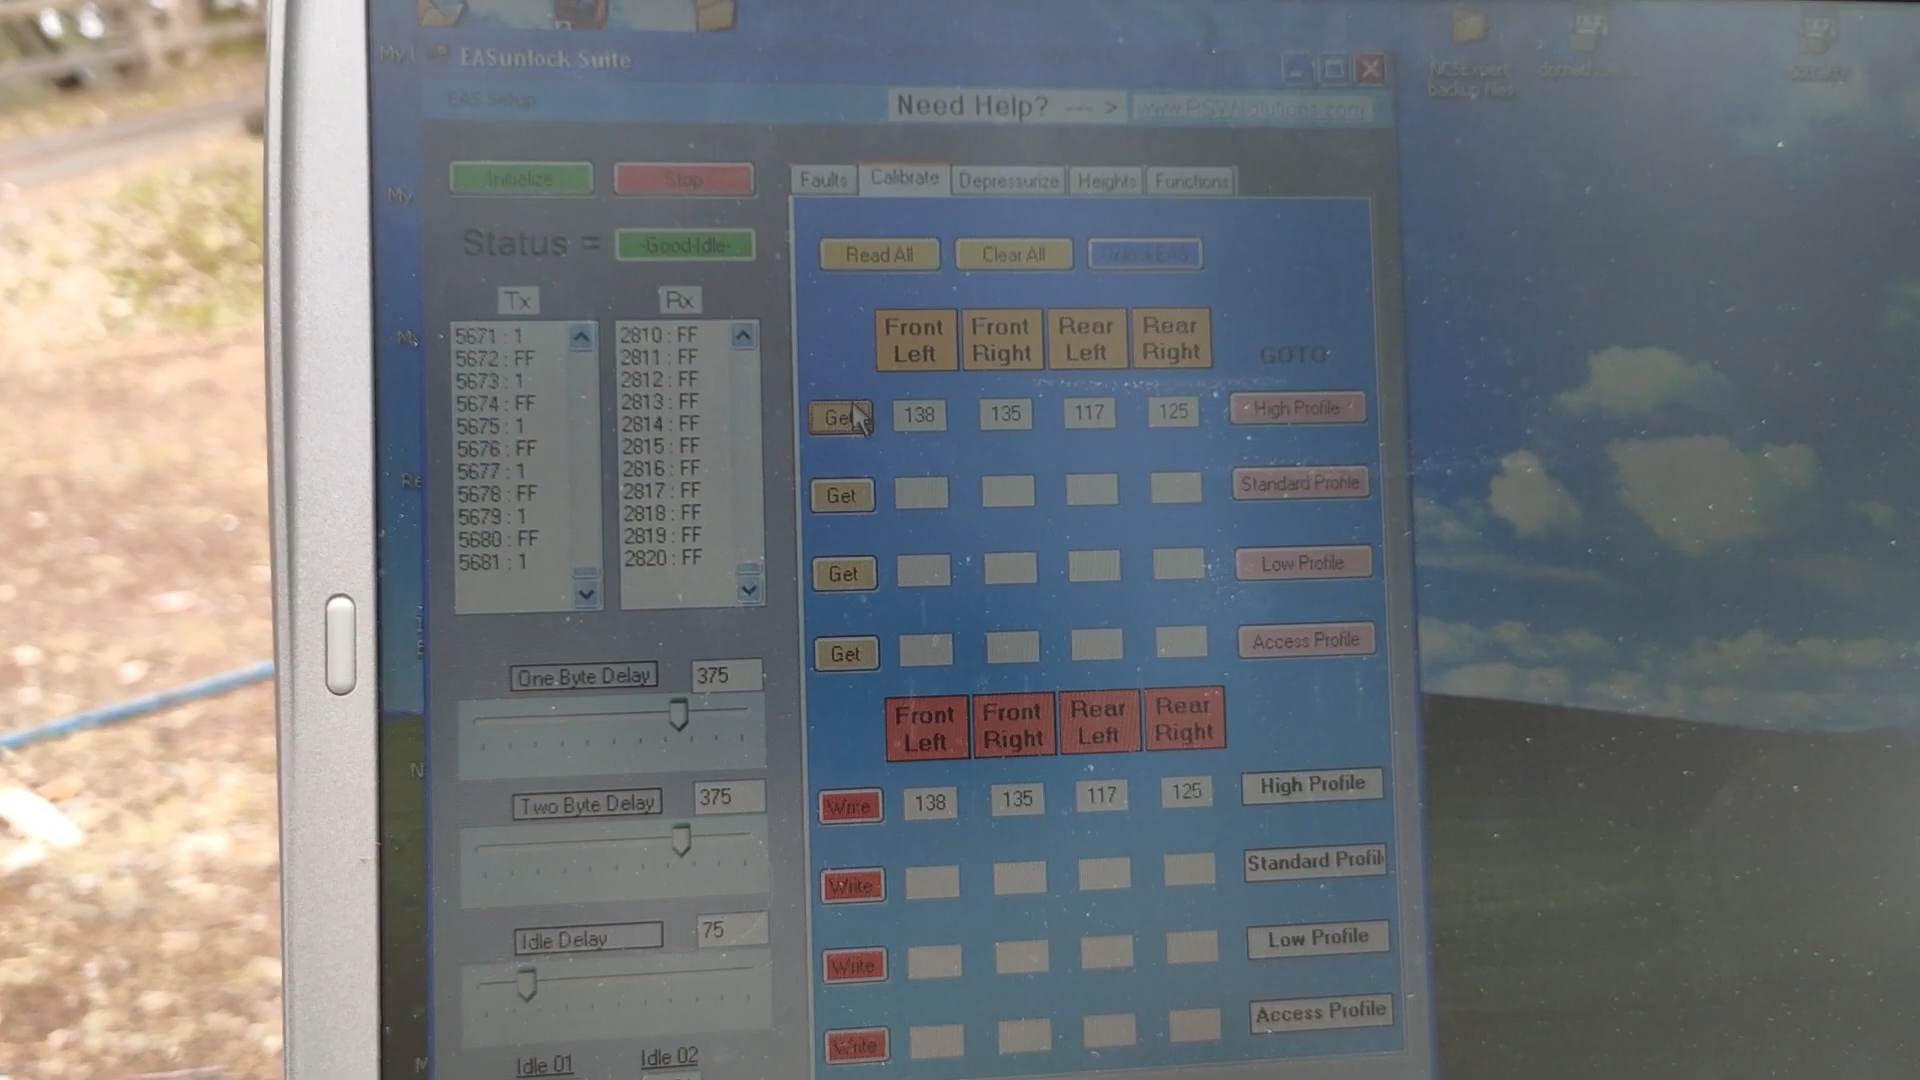 EASunlock Suite
EAS Setup
Need Help? --- >
NCSExpert
backup files
Initialize
Stop
Faults
Calibrate
Depressurize
Heights
Functions
Status =
-Good-Idle-
Read All
Clear All
Tx
Rx
Front Left
Front Right
Rear Left
Rear Right
GOTO
5671 : 1
5672 : FF
5673 : 1
5674 : FF
5675 : 1
5676 : FF
5677 : 1
5678 : FF
5679 : 1
5680 : FF
5681 : 1
2810 : FF
2811 : FF
2812 : FF
2813 : FF
2814 : FF
2815 : FF
2816 : FF
2817 : FF
2818 : FF
2819 : FF
2820 : FF
138 135 117 125 High Profile
Get Standard Profile
Get Low Profile
Get Access Profile
One Byte Delay 375
Two Byte Delay 375
Idle Delay 75
Idle 01
Idle 02
Front Left
Front Right
Rear Left
Rear Right
Write 138 135 117 125 High Profile
Write Standard Profil
Write Low Profile
Write Access Profile